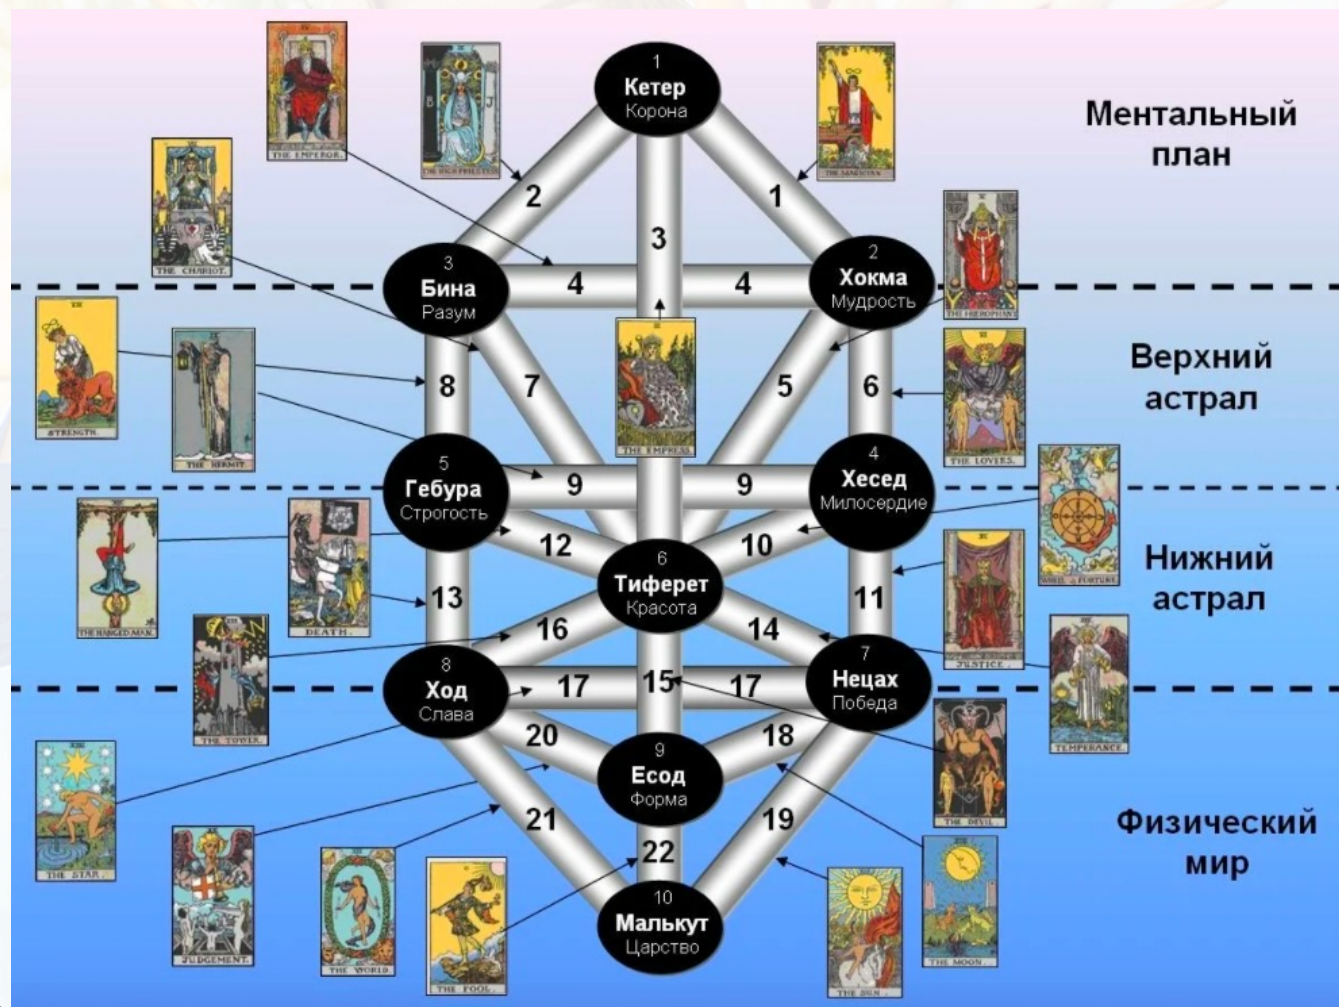 1
Кетер
Корона
Ментальный
план
THE EMPEROR.
THE HIGH PRIESTESS
THE MAGICIAN
2
1
3
THE CHARIOT.
3
Бина
Разум
4
4
2
Хокма
Мудрость
THE HIEROPHANT
Верхний
астрал
STRENGTH.
THE HERMIT.
8
7
THE EMPRESS.
5
6
THE LOVERS.
5
Гебура
Строгость
9
9
4
Хесед
Милосердие
WHEEL of FORTUNE.
THE HANGED MAN.
DEATH.
12
10
6
Тиферет
Красота
Нижний
астрал
13
11
JUSTICE.
16
14
THE TOWER.
TEMPERANCE.
8
Ход
Слава
17
15
17
7
Нецах
Победа
20
18
9
Есод
Форма
THE DEVIL.
THE STAR.
21
19
Физический
мир
22
JUDGEMENT.
THE WORLD.
THE FOOL.
10
Малькут
Царство
THE SUN.
THE MOON.